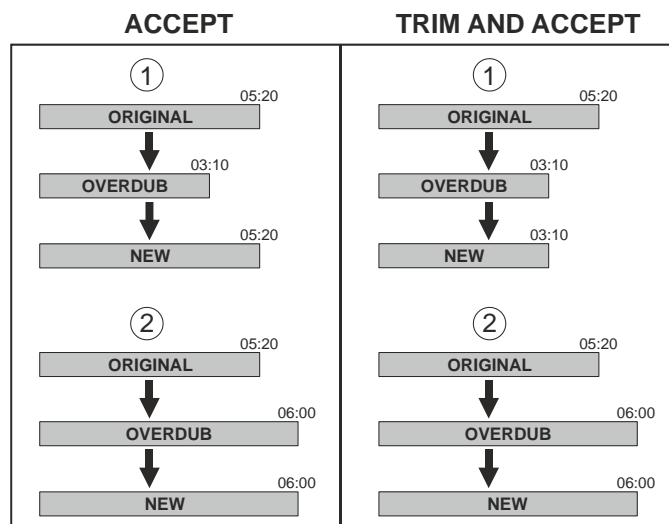 ACCEPT
1
05:20
ORIGINAL
03:10
OVERDUB
05:20
NEW
2
05:20
ORIGINAL
06:00
OVERDUB
06:00
NEW
TRIM AND ACCEPT
1
05:20
ORIGINAL
03:10
OVERDUB
03:10
NEW
2
05:20
ORIGINAL
06:00
OVERDUB
06:00
NEW